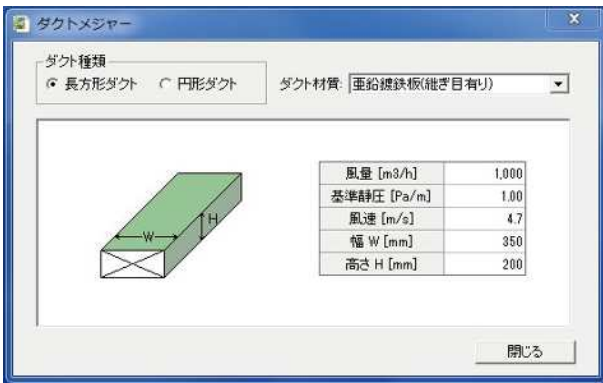 ダクトメジャー
ダクト種類
長方形ダクト 円形ダクト
ダクト材質: 亜鉛鍍鉄板(継ぎ目有り)
風量 [m3/h] 1,000
基準静圧 [Pa/m] 1.00
風速 [m/s] 4.7
幅 W [mm] 350
高さ H [mm] 200
H
W
閉じる